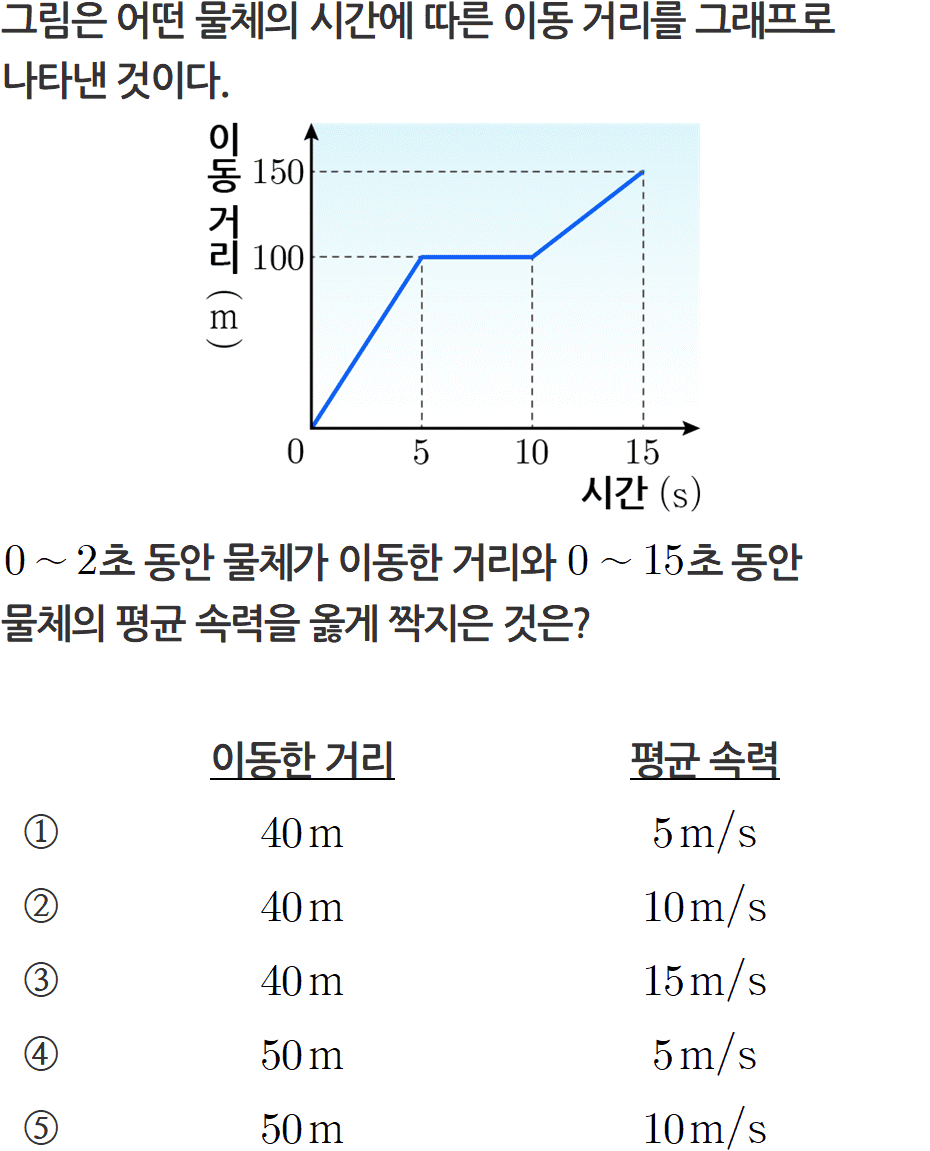 그림은 어떤 물체의 시간에 따른 이동 거리를 그래프로
나타낸 것이다.
이동 거리 (m)
150
100
0 5 10 15
시간 (s)
0 ~ 2초 동안 물체가 이동한 거리와 0 ~ 15초 동안
물체의 평균 속력을 옳게 짝지은 것은?
이동한 거리 평균 속력
① 40 m 5 m/s
② 40 m 10 m/s
③ 40 m 15 m/s
④ 50 m 5 m/s
⑤ 50 m 10 m/s